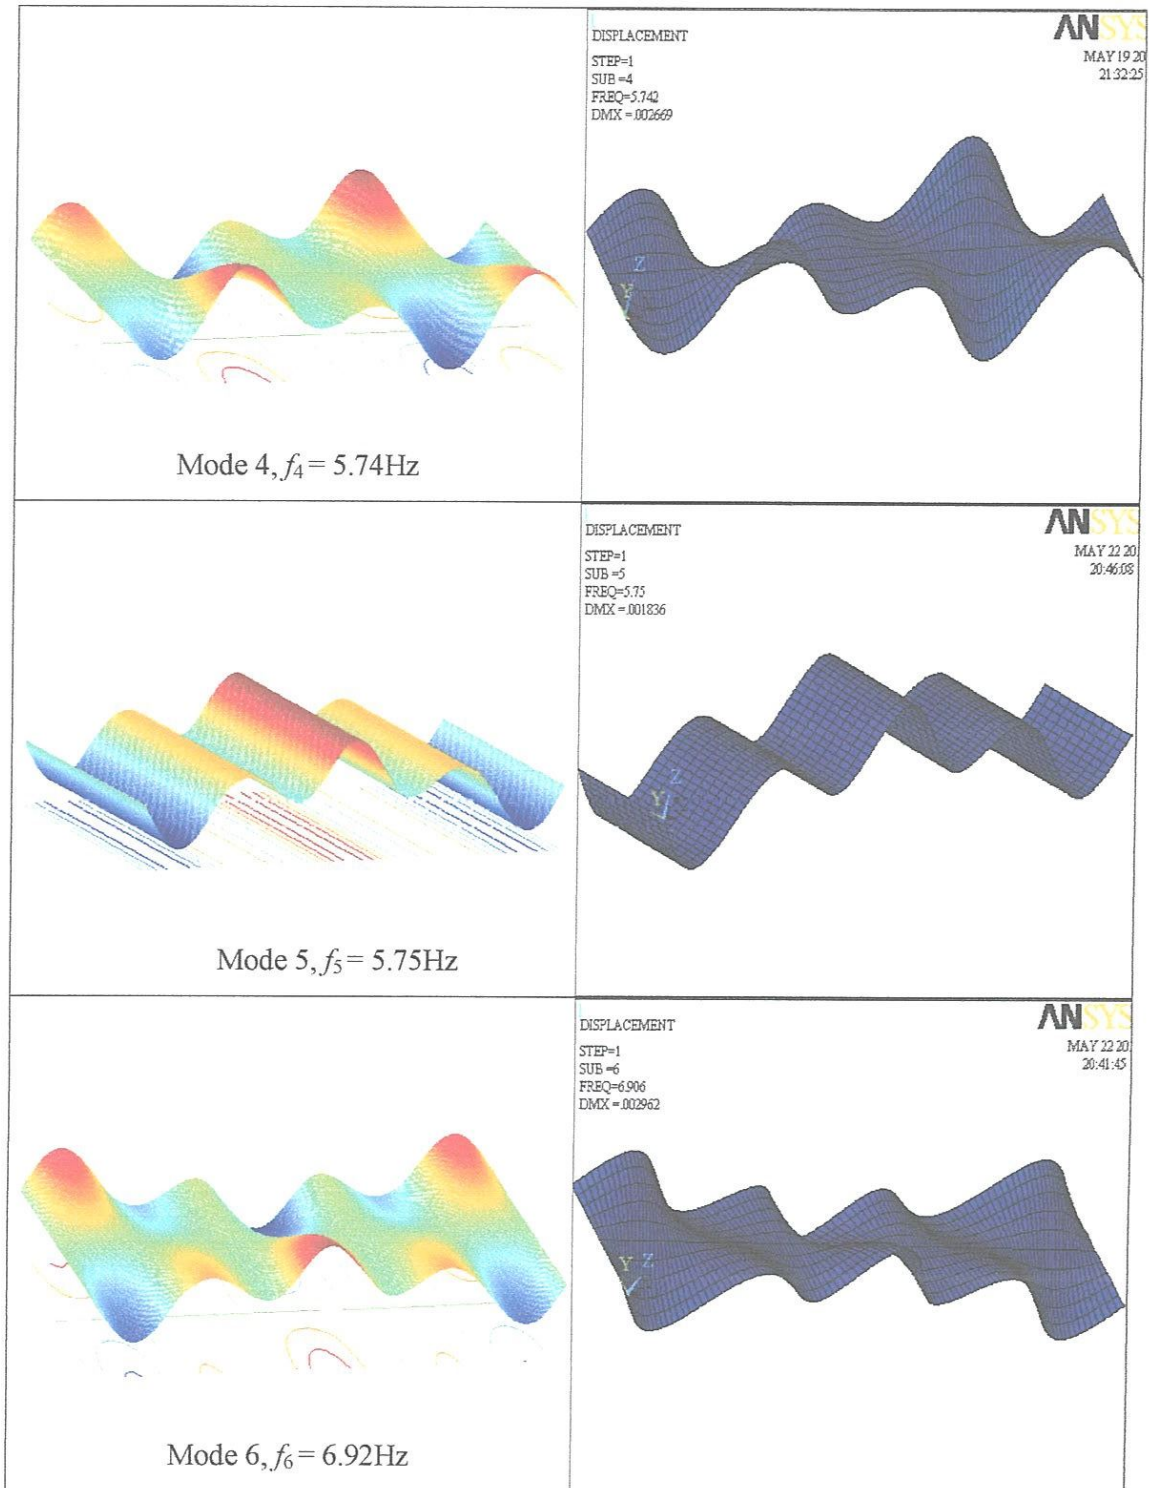 DISPLACEMENT
STEP=1
SUB =4
FREQ=5.742
DMX =.002669
ANSYS
MAY 19 20
21:32:25
Z
Y
Mode 4, f4 = 5.74Hz
DISPLACEMENT
STEP=1
SUB =5
FREQ=5.75
DMX =.001836
ANSYS
MAY 22 20
20:46:08
Z
Y
Mode 5, f5 = 5.75Hz
DISPLACEMENT
STEP=1
SUB =6
FREQ=6.906
DMX =.002962
ANSYS
MAY 22 20
20:41:45
Y Z
Mode 6, f6 = 6.92Hz